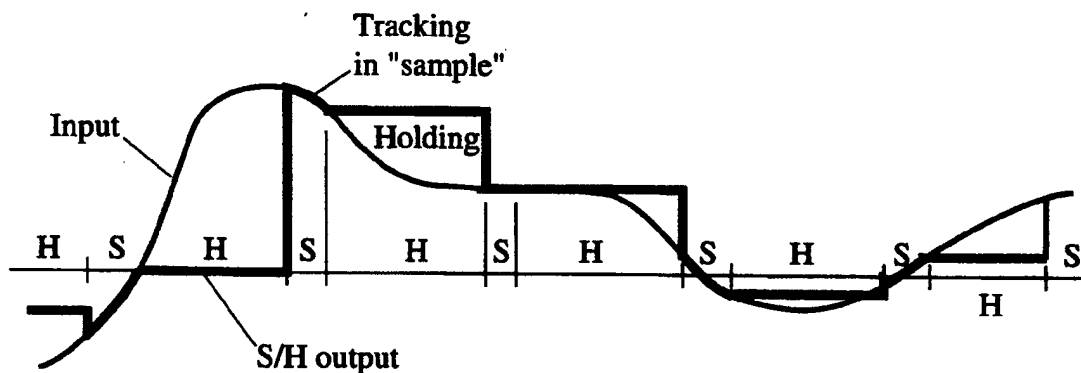 Tracking
in "sample"
Input
Holding
H S H S H S H S H S S
H
S/H output